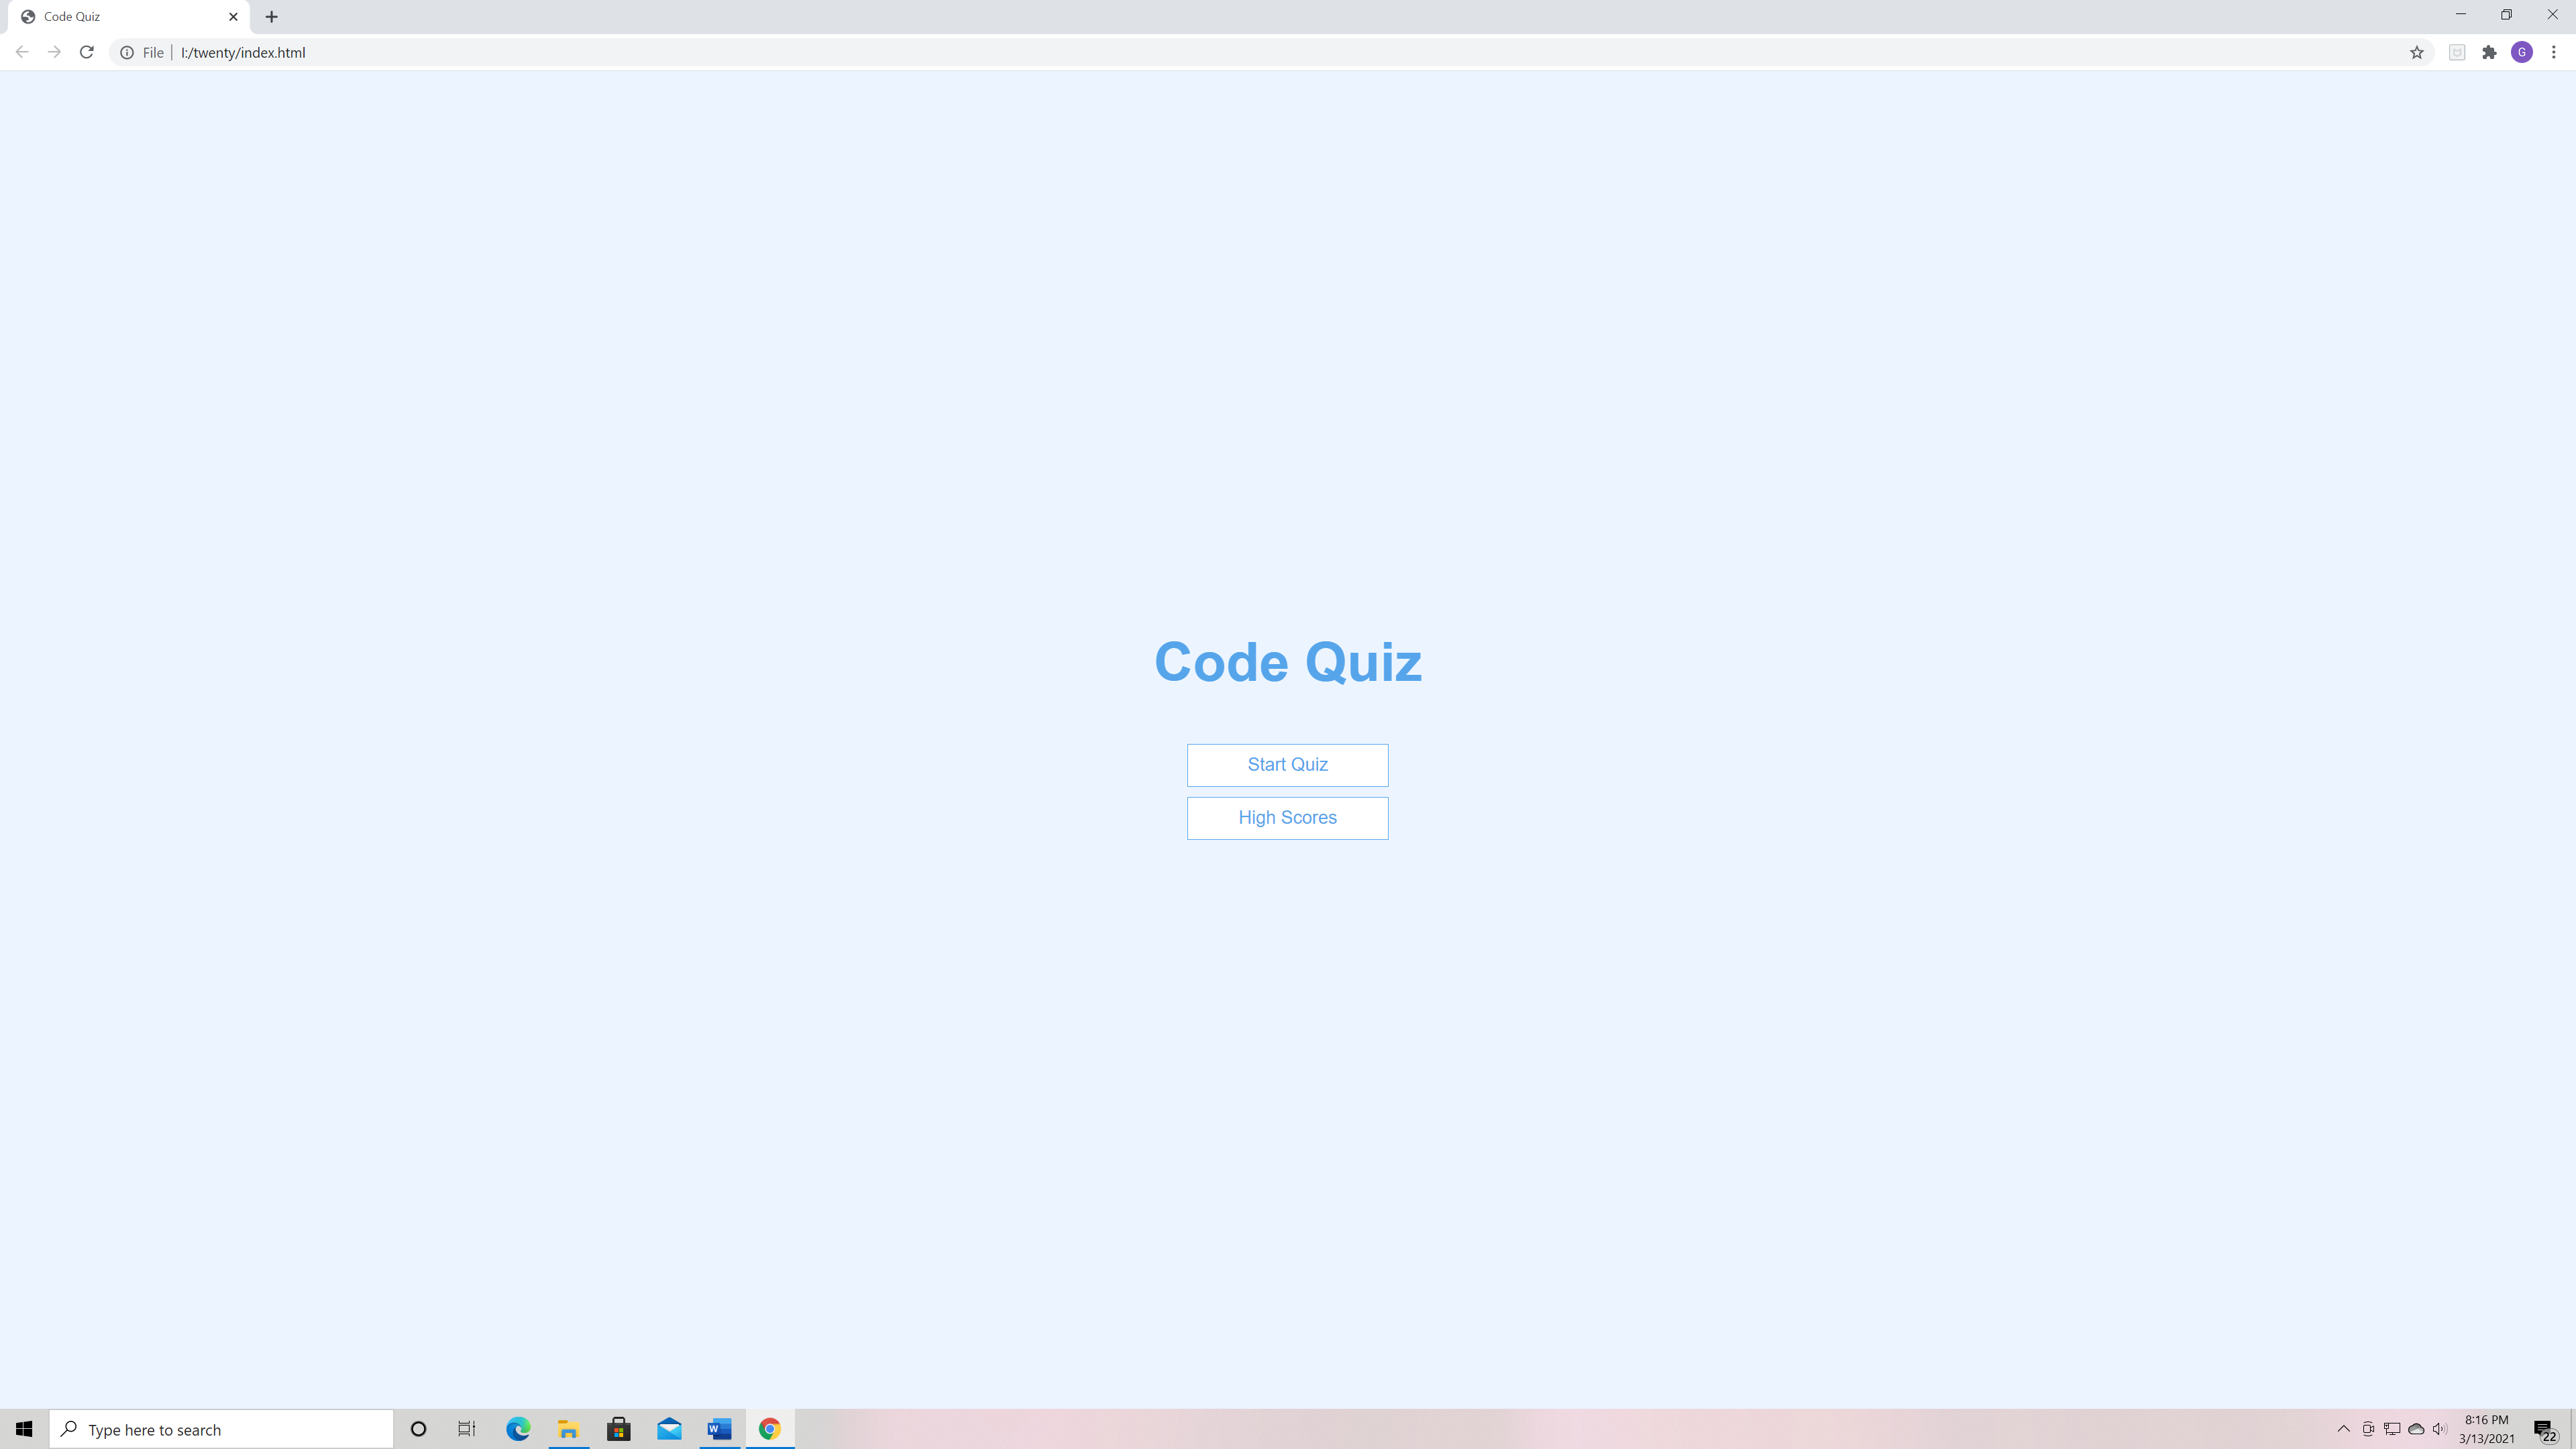 Code Quiz
File | I:/twenty/index.html
G
Code Quiz
Start Quiz
High Scores
Type here to search
W
8:16 PM
3/13/2021
22